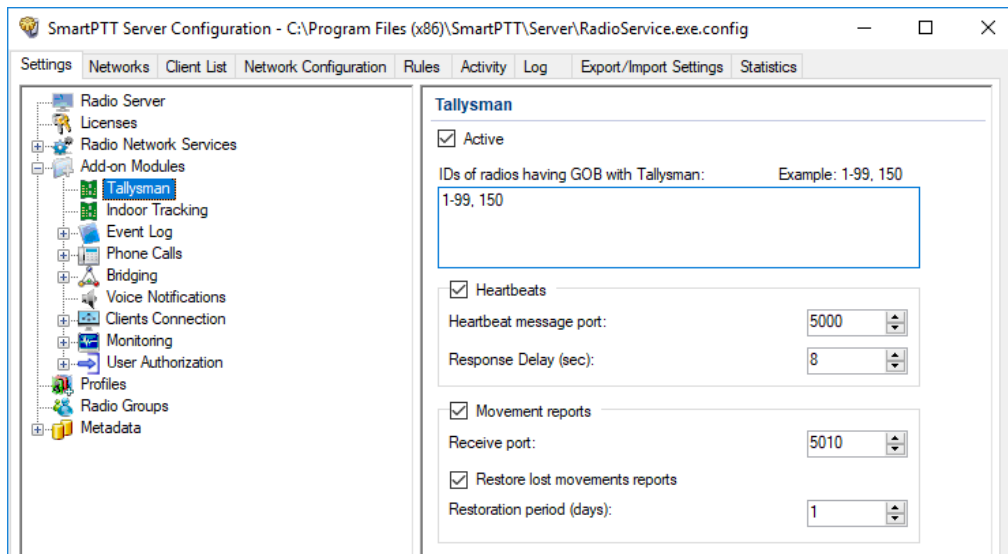 SmartPTT Server Configuration - C:\Program Files (x86)\SmartPTT\Server\RadioService.exe.config
Settings Networks Client List Network Configuration Rules Activity Log Export/Import Settings Statistics
Radio Server
Licenses
Radio Network Services
Add-on Modules
Tallysman
Indoor Tracking
Event Log
Phone Calls
Bridging
Voice Notifications
Clients Connection
Monitoring
User Authorization
Profiles
Radio Groups
Metadata
Tallysman
Active
IDs of radios having GOB with Tallysman: Example: 1-99, 150
1-99, 150
Heartbeats
Heartbeat message port: 5000
Response Delay (sec): 8
Movement reports
Receive port: 5010
Restore lost movements reports
Restoration period (days): 1